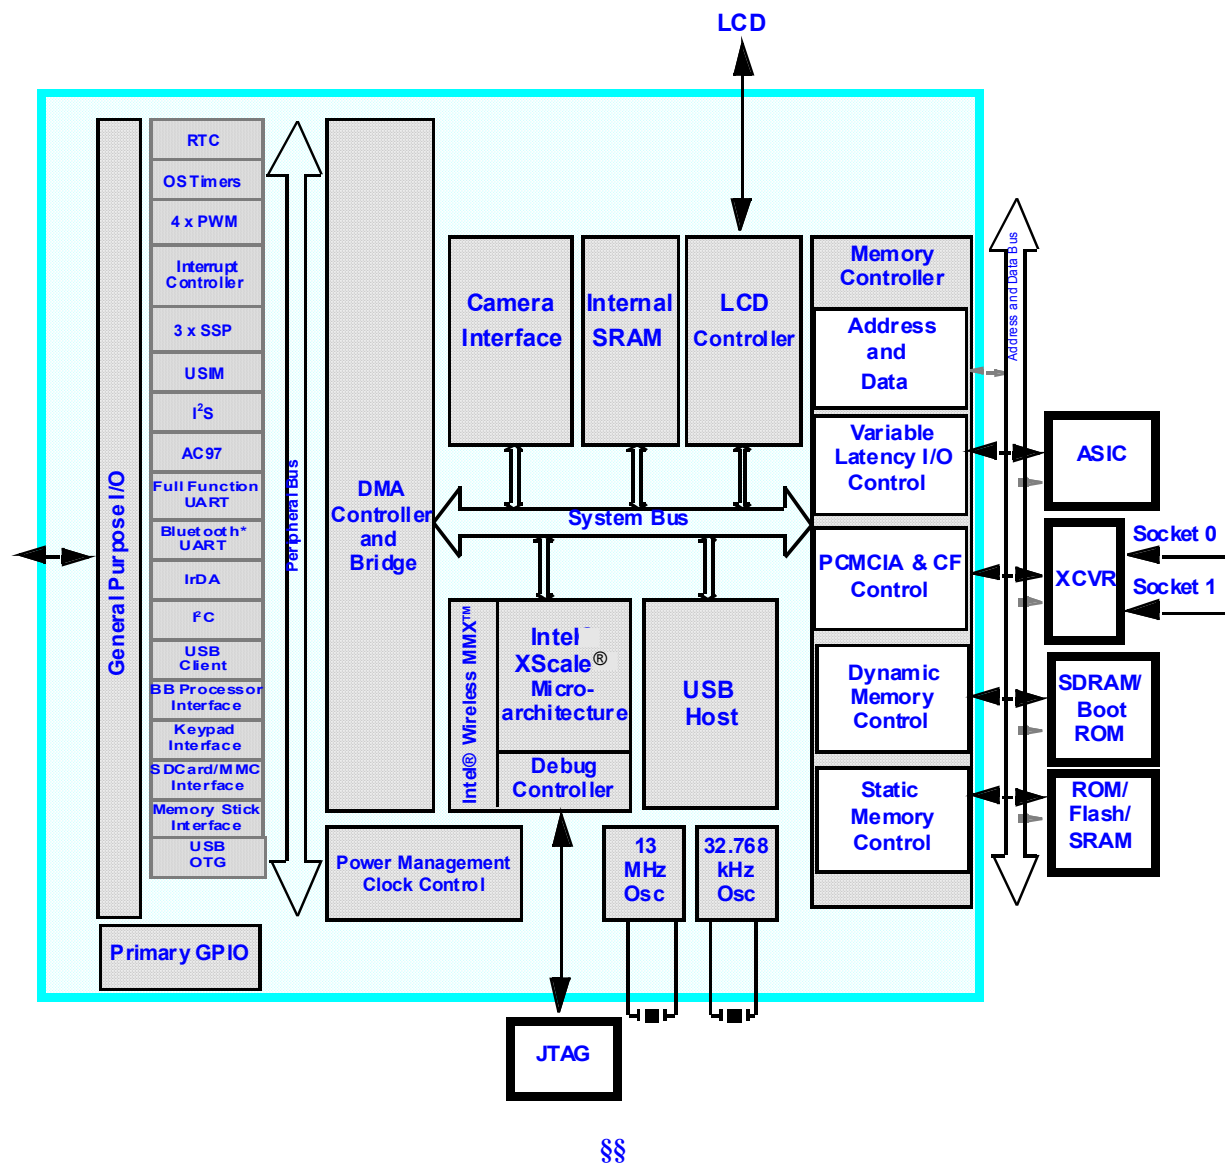 LCD
General Purpose I/O
RTC
OS Timers
4 x PWM
Interrupt
Controller
3 x SSP
USIM
I²S
AC97
Full Function
UART
Bluetooth*
UART
IrDA
I²C
USB
Client
BB Processor
Interface
Keypad
Interface
SDCard/MMC
Interface
Memory Stick
Interface
USB
OTG
Primary GPIO
Peripheral Bus
DMA
Controller
and
Bridge
Power Management
Clock Control
Camera
Interface
Internal
SRAM
LCD
Controller
System Bus
Intel® Wireless MMX™
Intel
XScale®
Micro-
architecture
Debug
Controller
USB
Host
13
MHz
Osc
32.768
kHz
Osc
JTAG
Memory
Controller
Address
and
Data
Variable
Latency I/O
Control
PCMCIA & CF
Control
Dynamic
Memory
Control
Static
Memory
Control
Address and Data Bus
ASIC
XCVR
Socket 0
Socket 1
SDRAM/
Boot
ROM
ROM/
Flash/
SRAM
§§